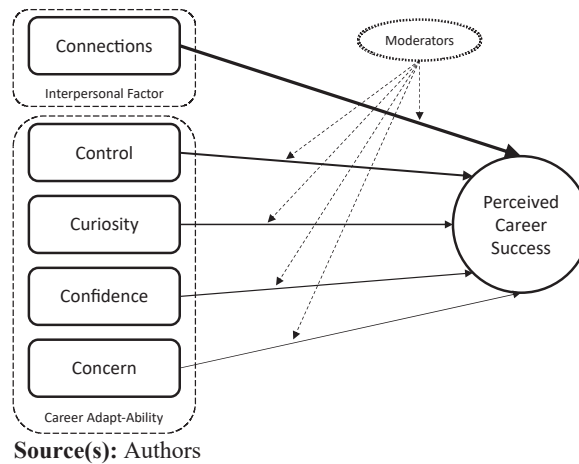 Connections
Interpersonal Factor
Moderators
Control
Curiosity
Confidence
Concern
Career Adapt-Ability
Perceived
Career
Success
Source(s): Authors